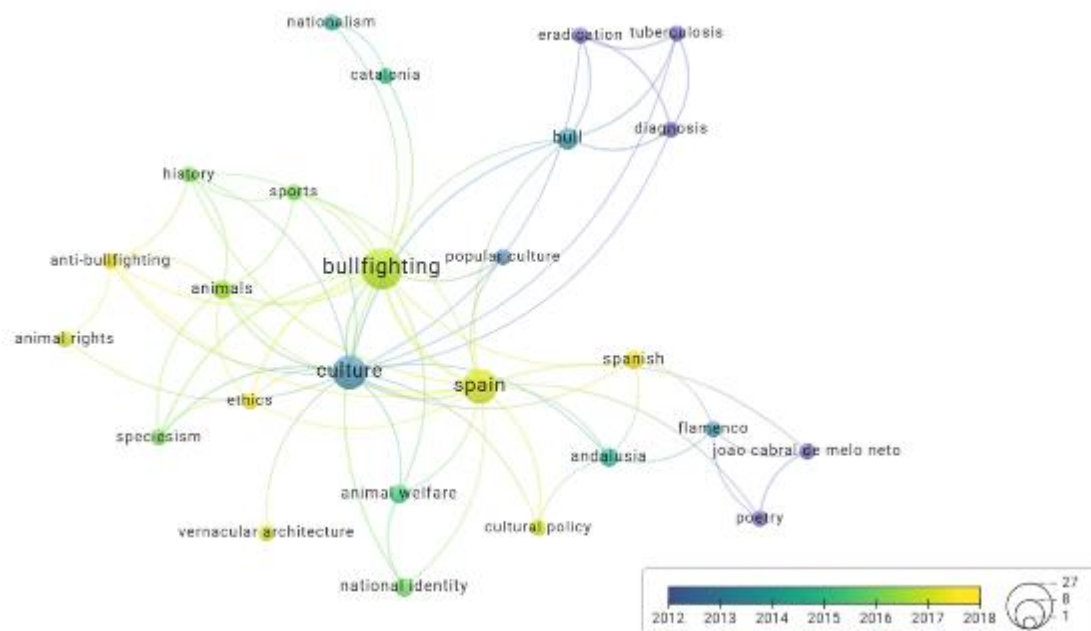 nationalism
eradication tuberculosis
catalonia
bull
diagnosis
history
sports
anti-bullfighting
bullfighting
popular culture
animals
animal rights
culture
spain
spanish
ethics
speciesism
flamenco
joao cabral de melo neto
andalusia
animal welfare
vernacular architecture
cultural policy
poetry
national identity
27
8
1
2012 2013 2014 2015 2016 2017 2018